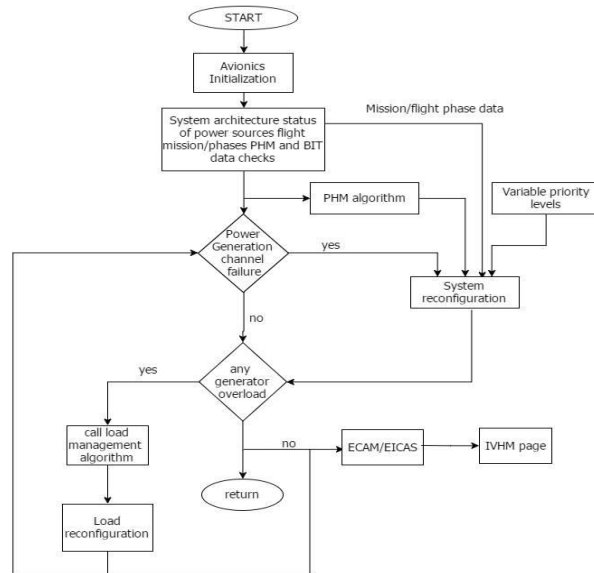 START
Avionics
Initialization
Mission/flight phase data
System architecture status
of power sources flight
mission/phases PHM and BIT
data checks
PHM algorithm
Variable priority
levels
Power
Generation
channel
failure
yes
System
reconfiguration
no
any
generator
overload
yes
call load
management
algorithm
no
ECAM/EICAS
IVHM page
return
Load
reconfiguration